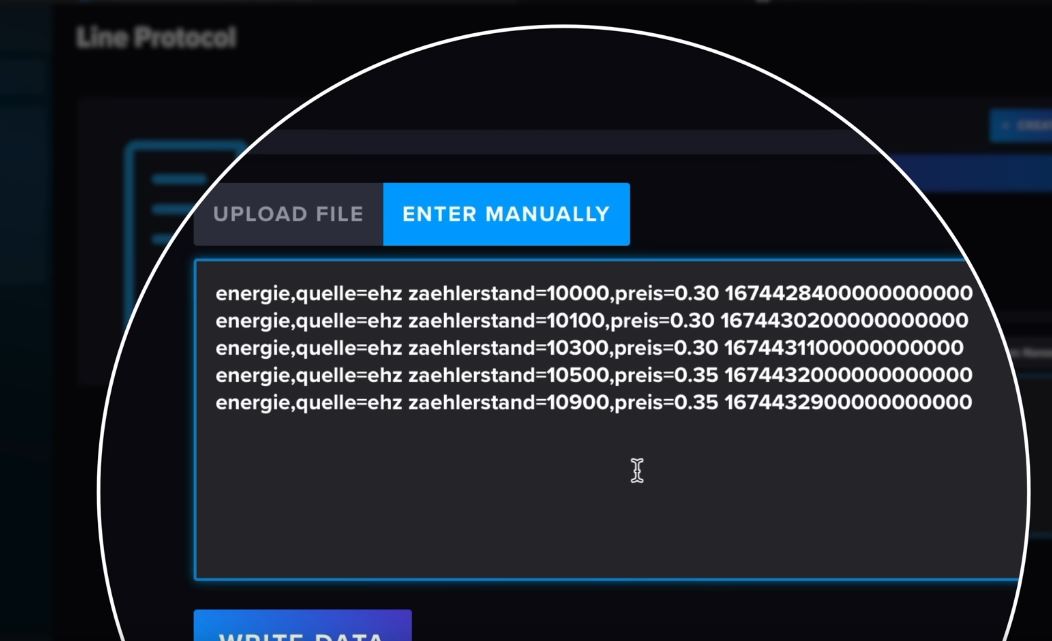 Line Protocol
UPLOAD FILE
ENTER MANUALLY
energie,quelle=ehz zaehlerstand=10000,preis=0.30 1674428400000000000
energie,quelle=ehz zaehlerstand=10100,preis=0.30 1674430200000000000
energie,quelle=ehz zaehlerstand=10300,preis=0.30 1674431100000000000
energie,quelle=ehz zaehlerstand=10500,preis=0.35 1674432000000000000
energie,quelle=ehz zaehlerstand=10900,preis=0.35 1674432900000000000
WRITE DATA